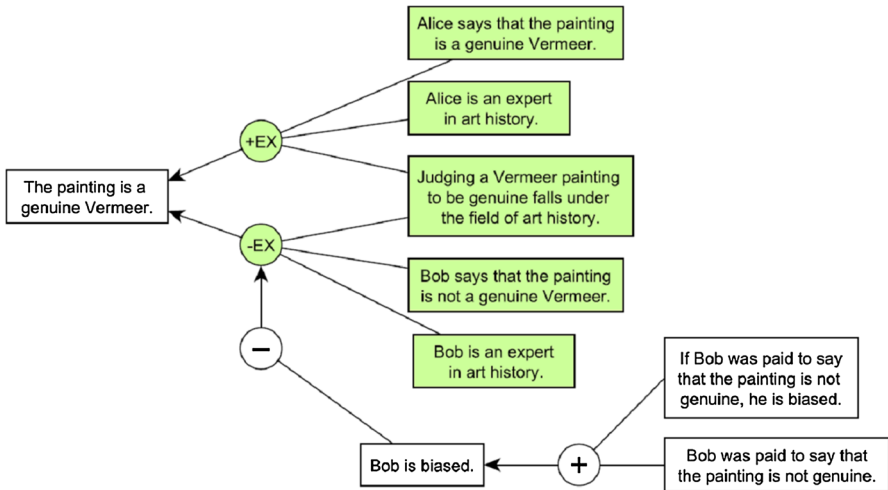 Alice says that the painting
is a genuine Vermeer.
Alice is an expert
in art history.
+EX
The painting is a
genuine Vermeer.
Judging a Vermeer painting
to be genuine falls under
the field of art history.
-EX
Bob says that the painting
is not a genuine Vermeer.
−
Bob is an expert
in art history.
If Bob was paid to say
that the painting is not
genuine, he is biased.
Bob is biased.
+
Bob was paid to say that
the painting is not genuine.